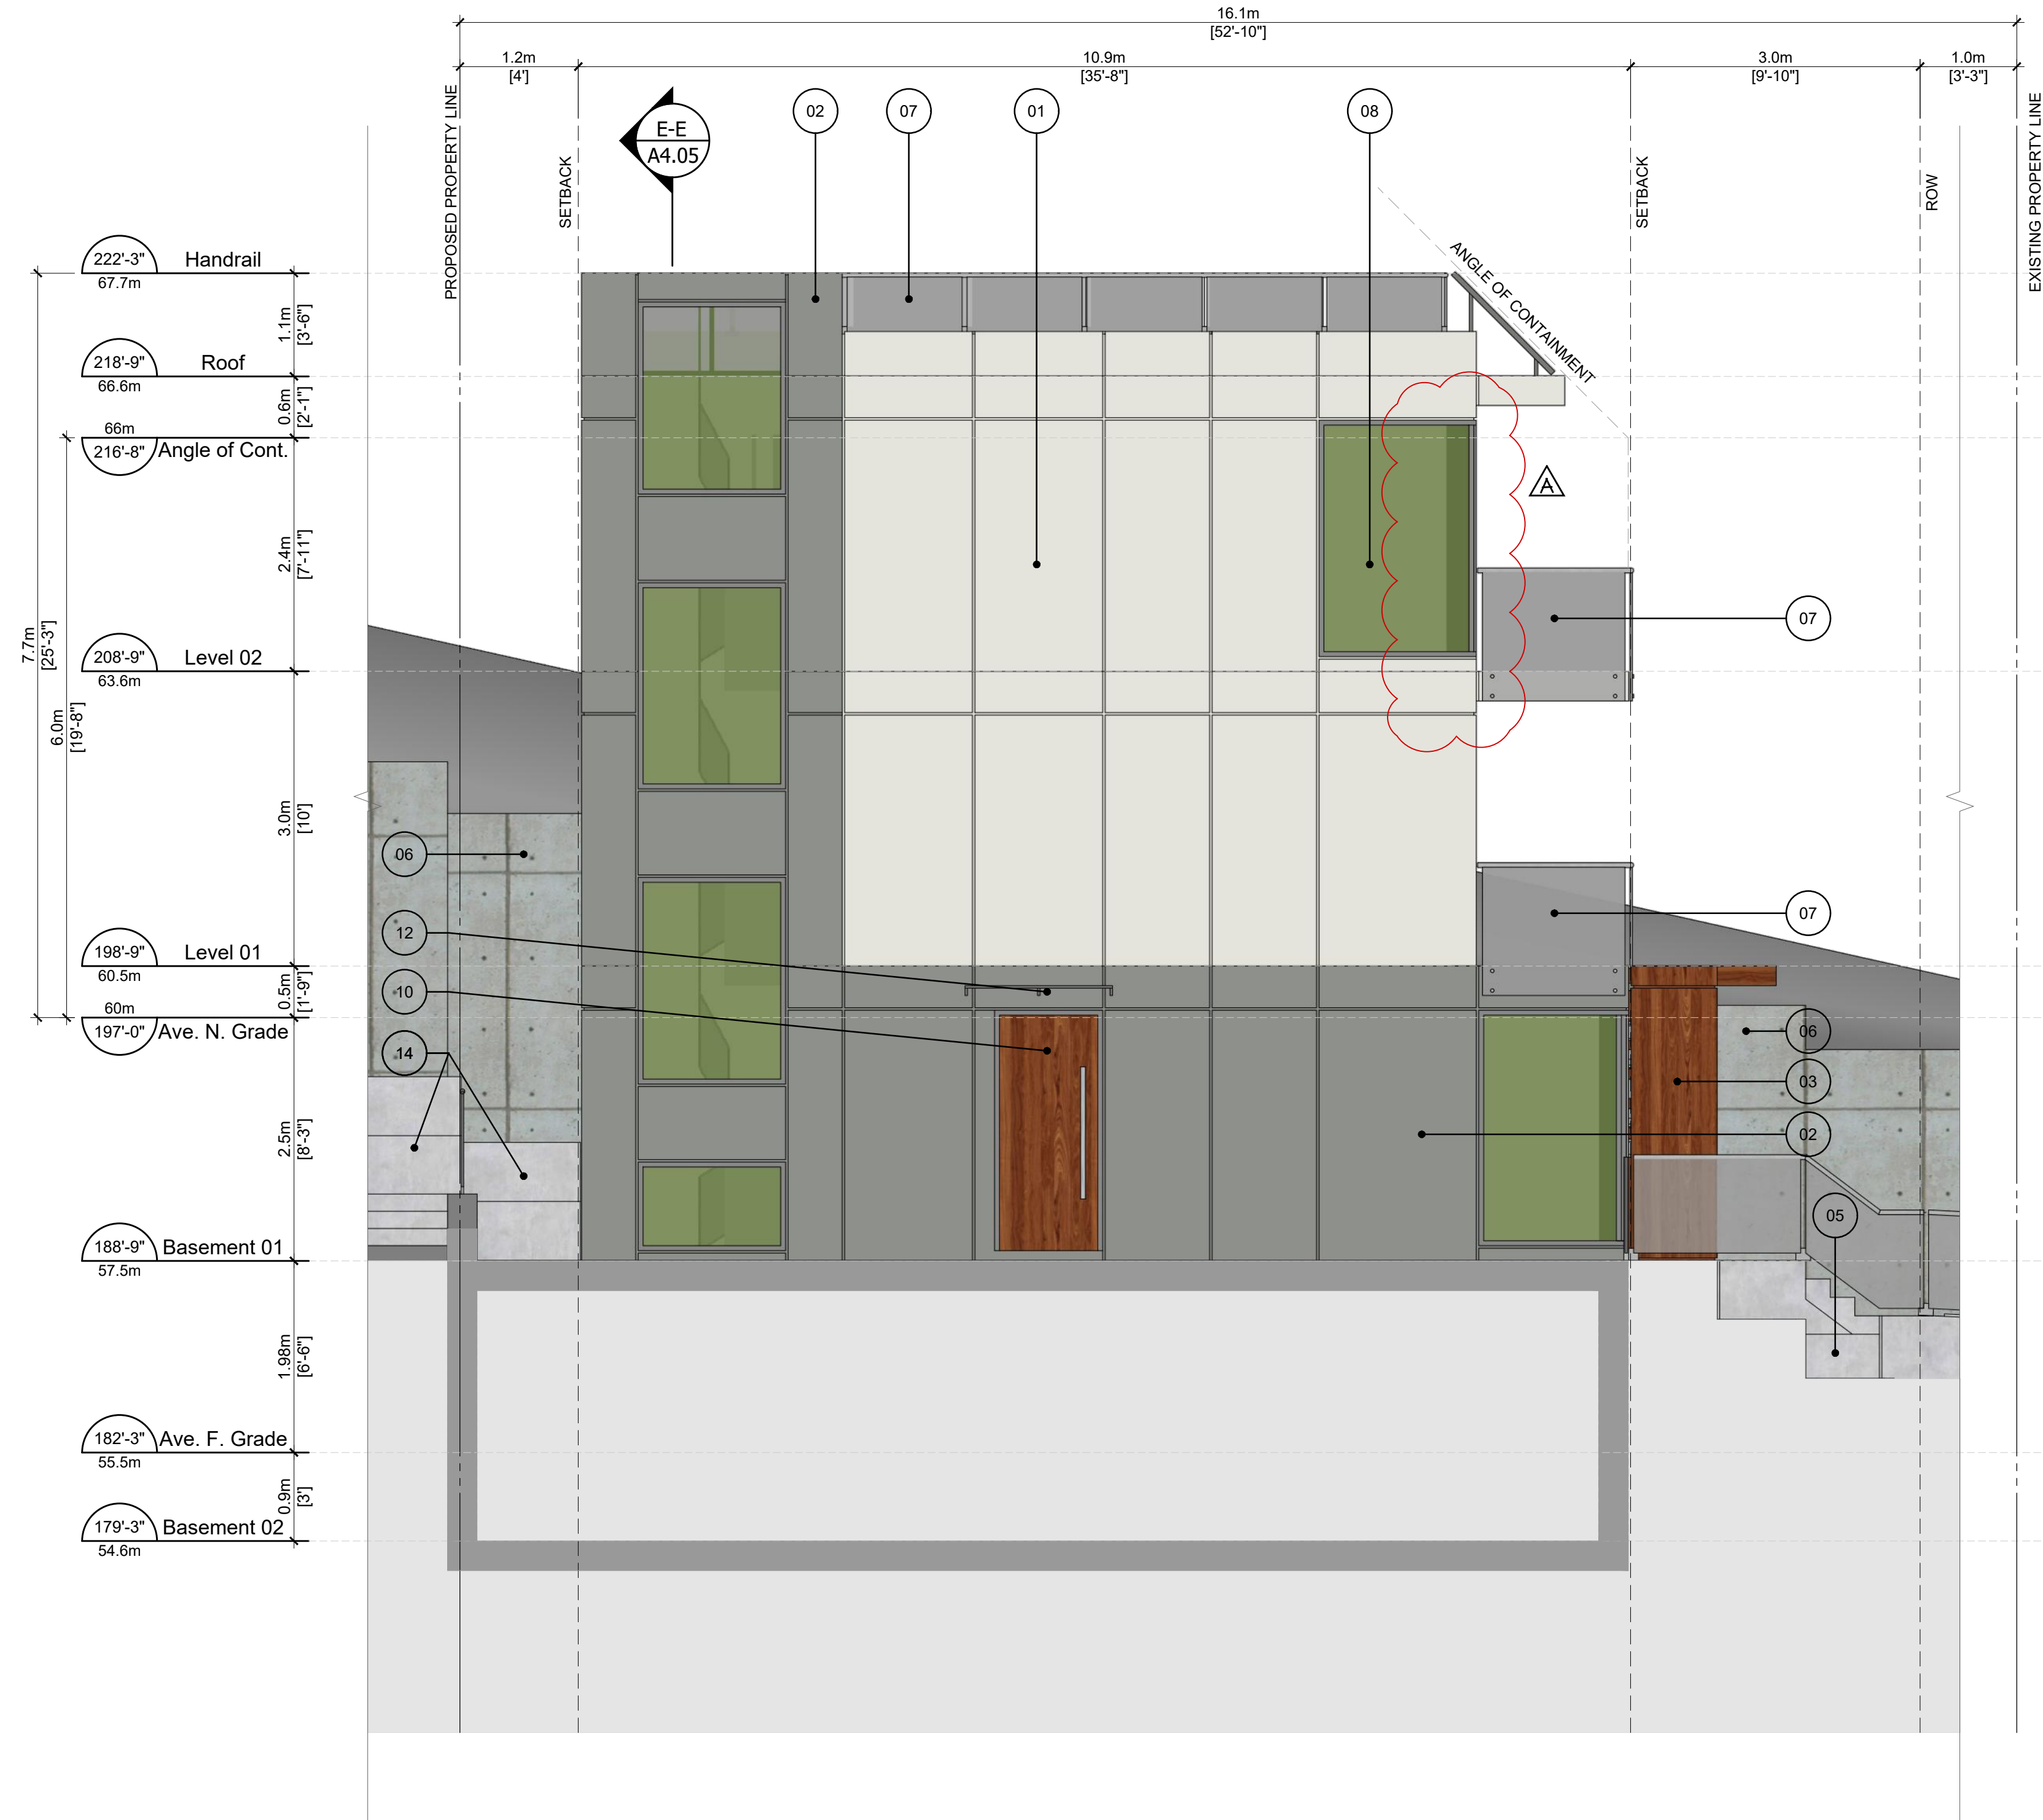 16.1m
[52'-10"]
1.2m
[4']
10.9m
[35'-8"]
3.0m
[9'-10"]
1.0m
[3'-3"]
PROPOSED PROPERTY LINE
SETBACK
E-E
A4.05
02
07
01
08
SETBACK
ROW
EXISTING PROPERTY LINE
ANGLE OF CONTAINMENT
222'-3"
Handrail
67.7m
1.1m
[3'-6"]
218'-9"
Roof
66.6m
0.6m
[2'-1"]
66m
216'-8"
Angle of Cont.
A
2.4m
[7'-11"]
07
7.7m
[25'-3"]
6.0m
[19'-8"]
208'-9"
Level 02
63.6m
3.0m
[10']
06
12
07
198'-9"
Level 01
60.5m
0.5m
[1'-9"]
10
60m
197'-0"
Ave. N. Grade
14
06
03
02
2.5m
[8'-3"]
05
188'-9"
Basement 01
57.5m
1.98m
[6'-6"]
182'-3"
Ave. F. Grade
55.5m
0.9m
[3']
179'-3"
Basement 02
54.6m